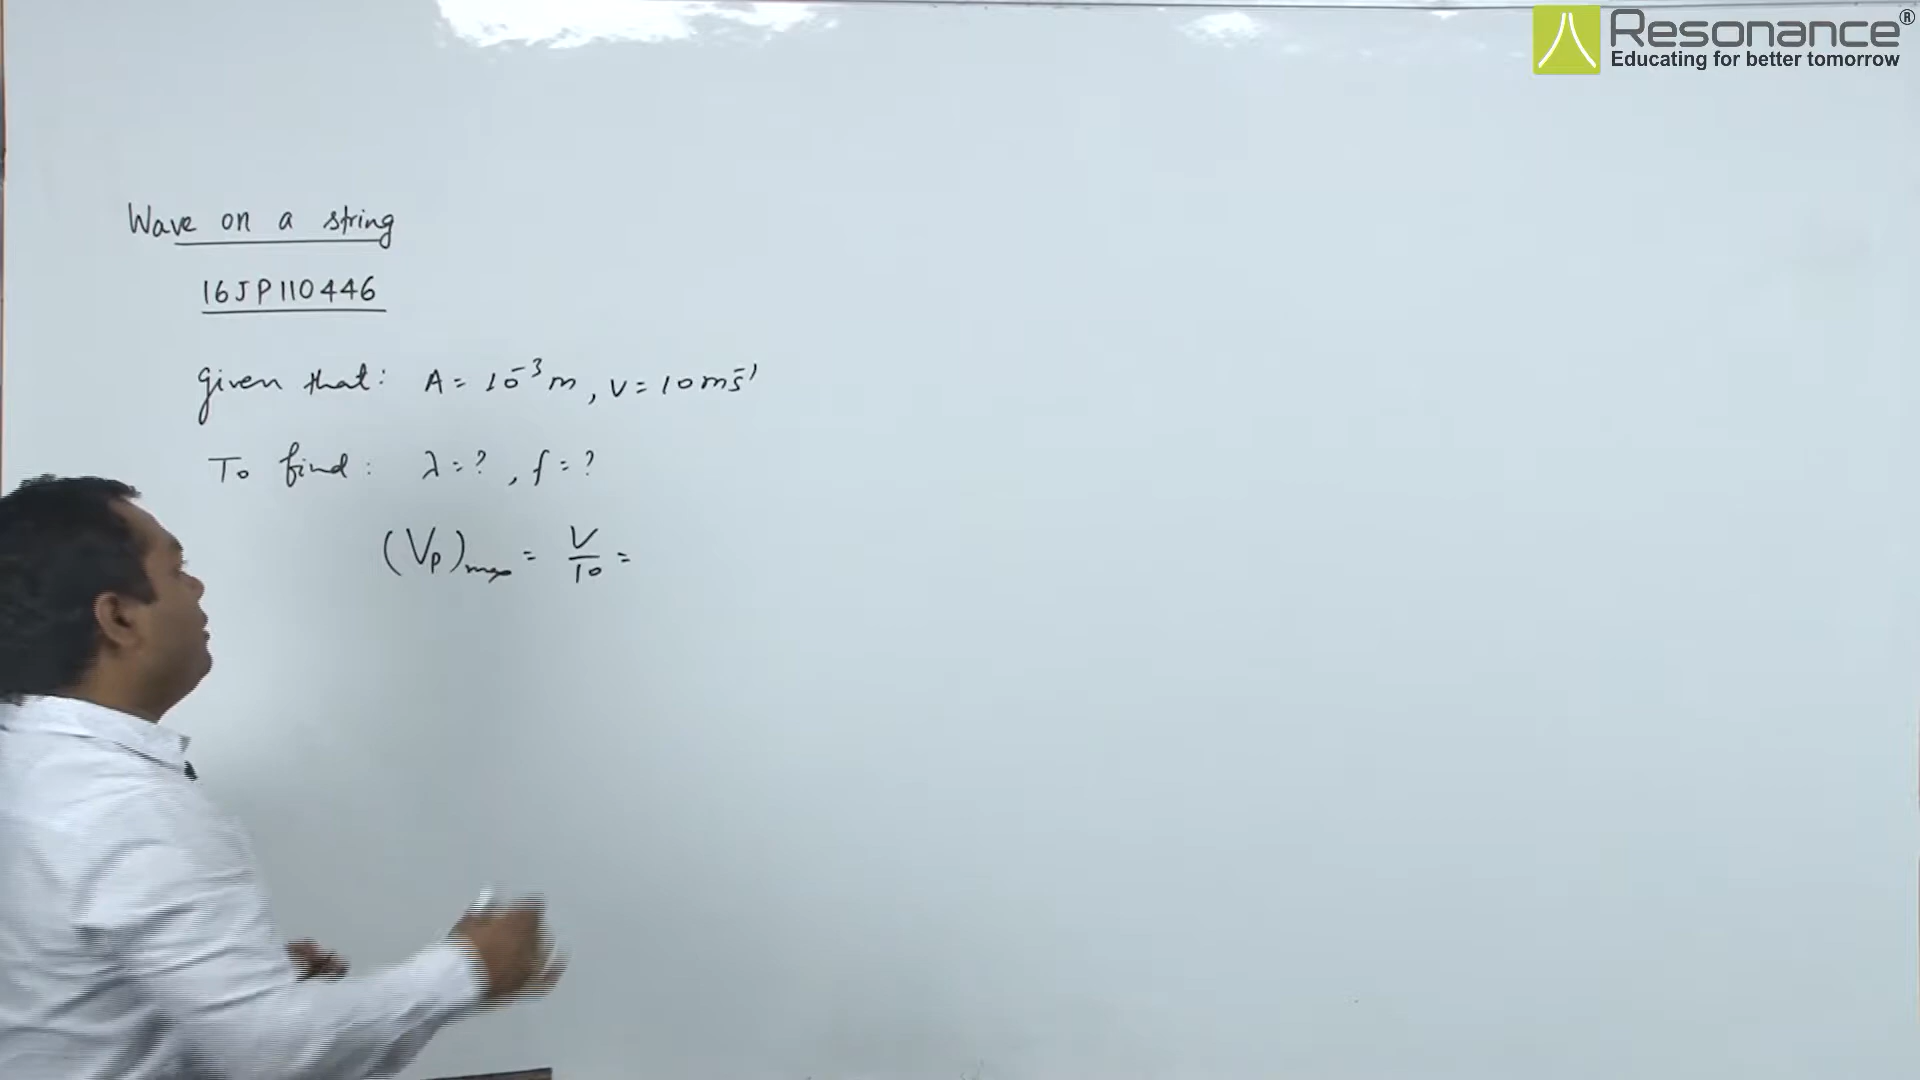 Resonance®
Educating for better tomorrow
Wave on a string
16JP110446
Given that: A = 10⁻³ m, v = 10 ms⁻¹
To find: λ = ?, f = ?
(Vp)max = V/10 =